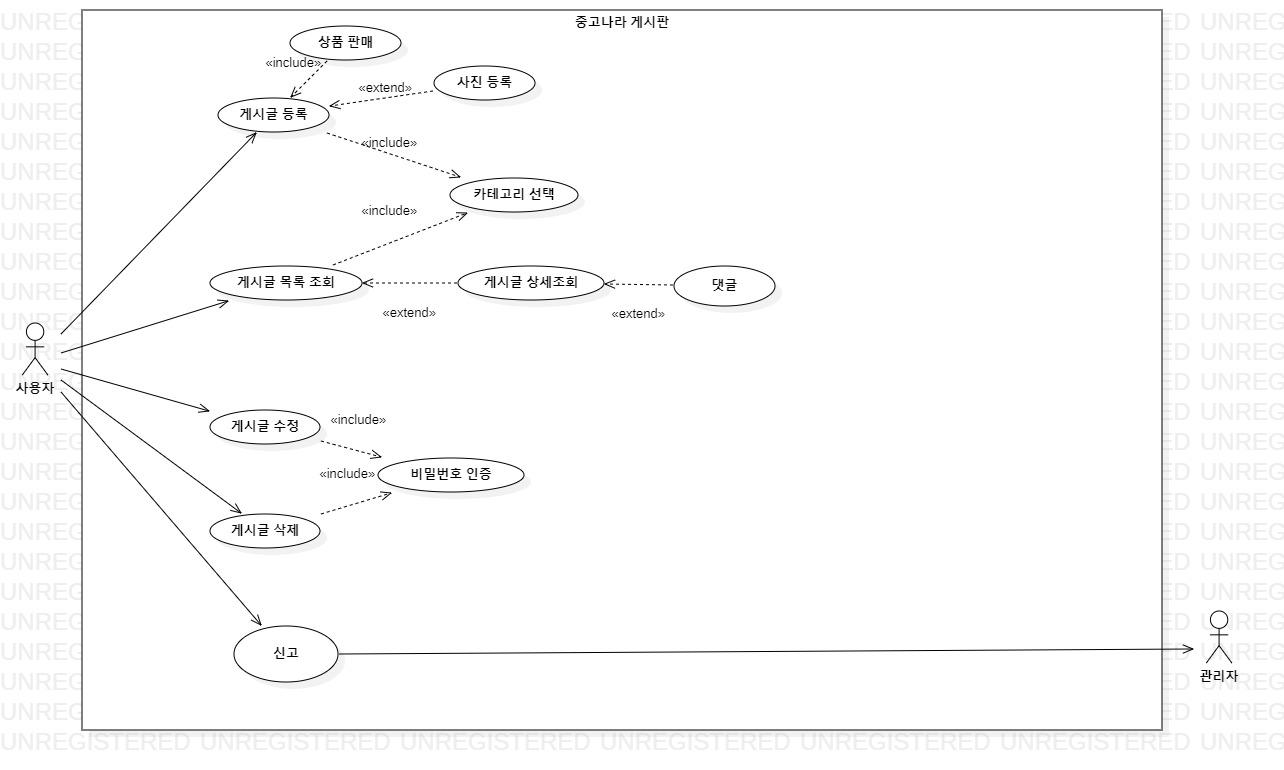 중고나라 게시판
상품 판매
«include»
사진 등록
«extend»
게시글 등록
«include»
카테고리 선택
«include»
게시글 목록 조회
게시글 상세조회
댓글
«extend»
«extend»
사용자
게시글 수정
«include»
«include»
비밀번호 인증
게시글 삭제
신고
관리자
UNREGISTERED UNREGISTERED UNREGISTERED UNREGISTERED UNREGISTERED UNREGISTERED